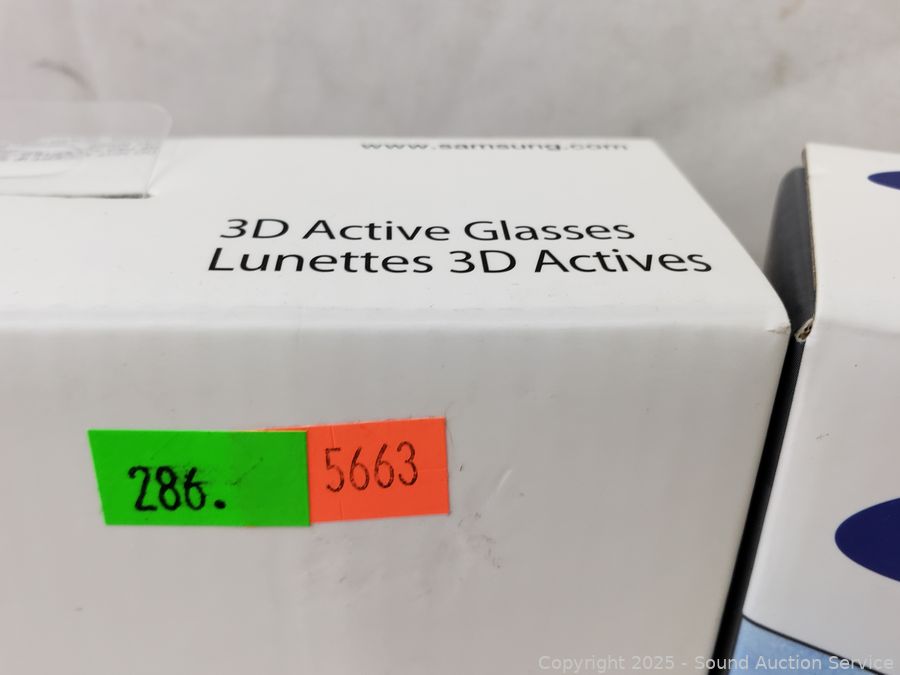 www.samsung.com
3D Active Glasses
Lunettes 3D Actives
286.
5663
Copyright 2025 - Sound Auction Service